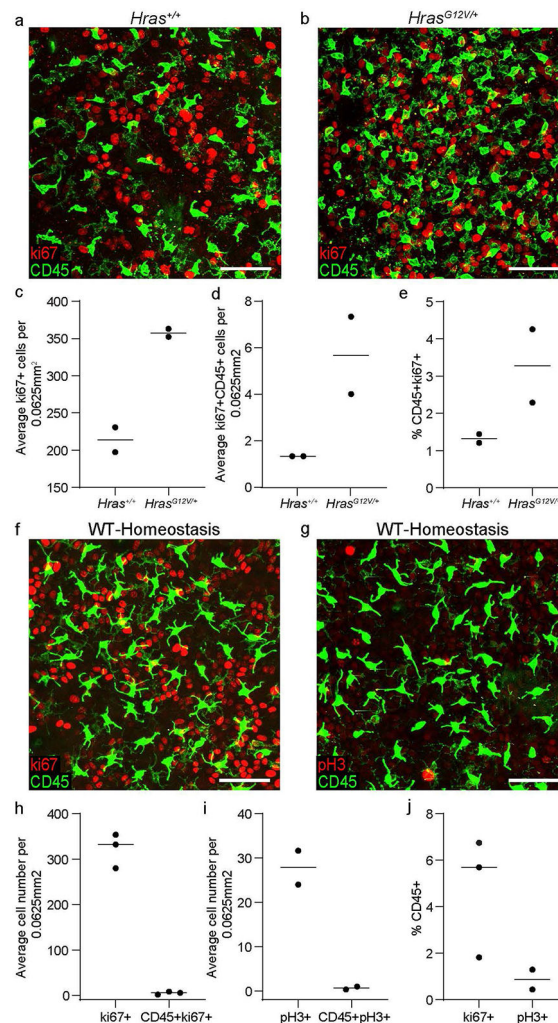 a
Hras+/+
b
HrasG12V/+
ki67
CD45
ki67
CD45
c
Average ki67+ cells per
0.0625mm2
400
350
300
250
200
150
Hras+/+
HrasG12V/+
d
Average ki67+CD45+ cells per
0.0625mm2
8
6
4
2
0
Hras+/+
HrasG12V/+
e
% CD45+ki67+
5
4
3
2
1
0
Hras+/+
HrasG12V/+
f
WT-Homeostasis
g
WT-Homeostasis
ki67
CD45
pH3
CD45
h
Average cell number per
0.0625mm2
400
300
200
100
0
ki67+
CD45+ki67+
i
Average cell number per
0.0625mm2
40
30
20
10
0
pH3+
CD45+pH3+
j
% CD45+
8
6
4
2
0
ki67+
pH3+